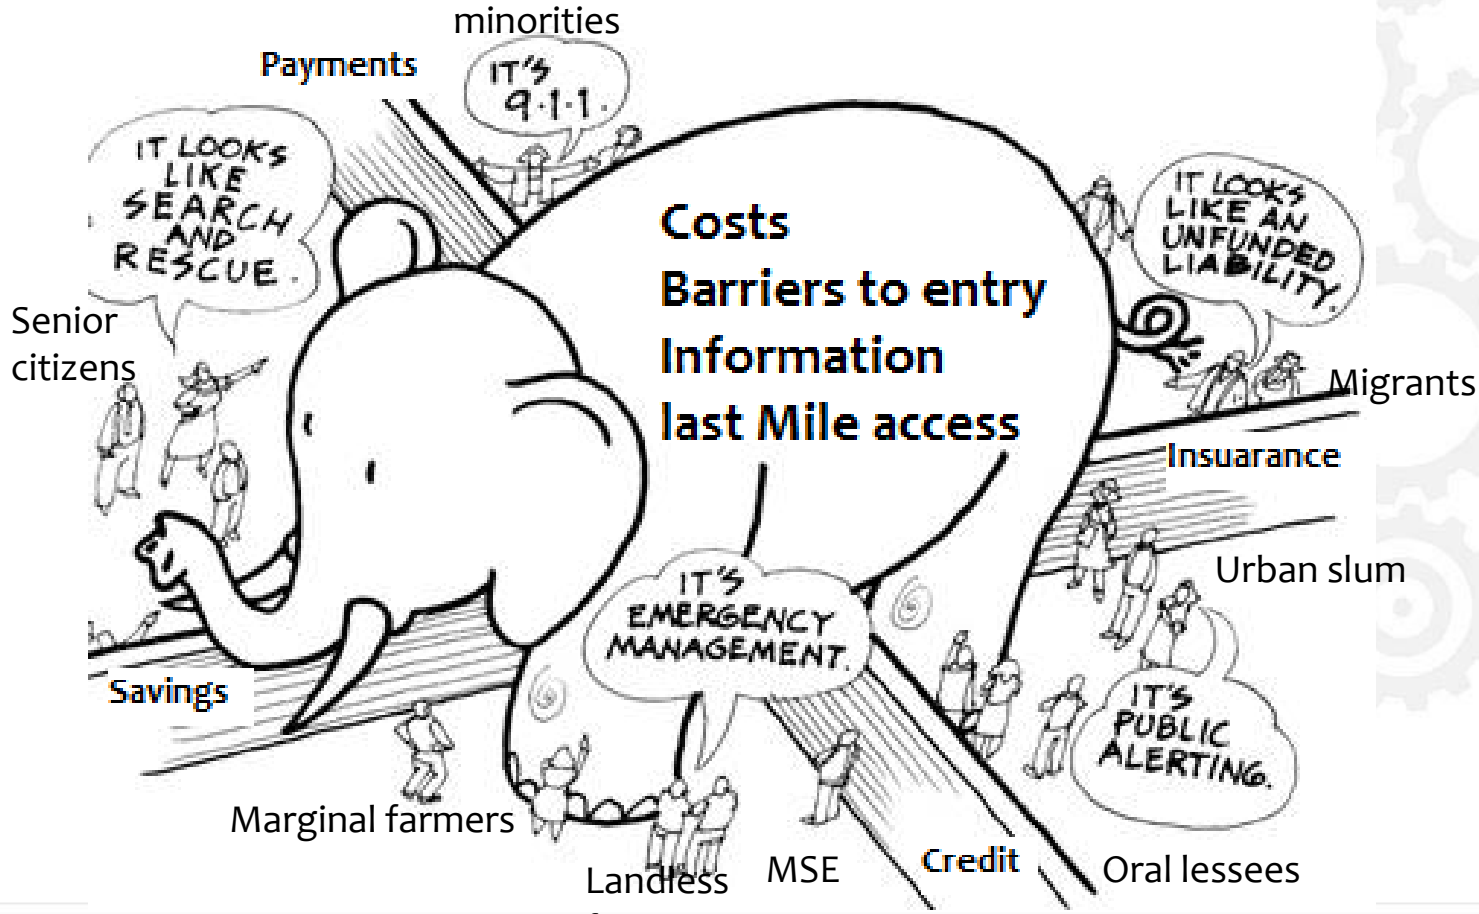 minorities
Payments
IT'S
9.1.1.
IT LOOKS
LIKE
SEARCH
AND
RESCUE.
IT LOOKS
LIKE AN
UNFUNDED
LIABILITY.
Costs
Barriers to entry
Information
last Mile access
Senior
citizens
Migrants
Insuarance
Urban slum
IT'S
EMERGENCY
MANAGEMENT.
Savings
IT'S
PUBLIC
ALERTING.
Marginal farmers
Landless
MSE
Credit
Oral lessees